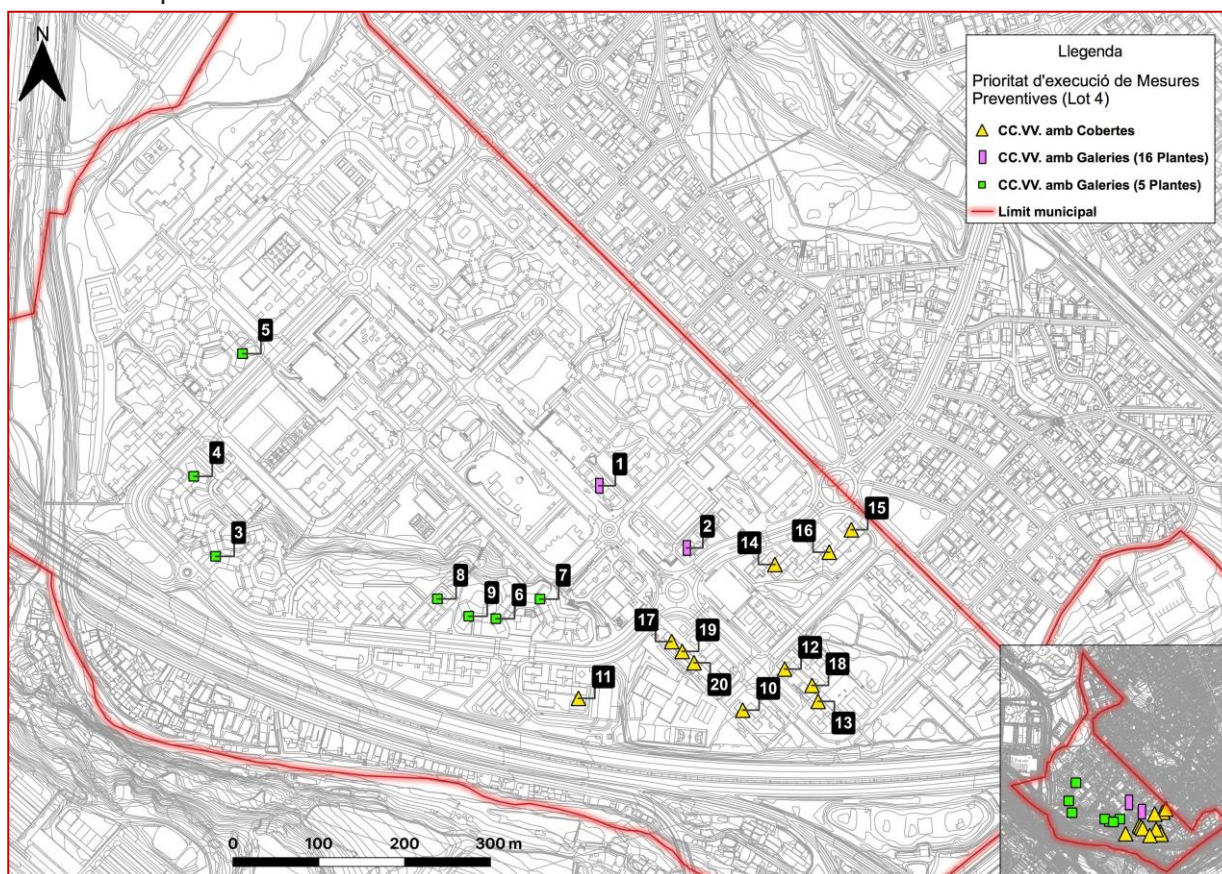 N
Llegenda
Prioritat d'execució de Mesures
Preventives (Lot 4)
CC.VV. amb Cobertes
CC.VV. amb Galeries (16 Plantes)
CC.VV. amb Galeries (5 Plantes)
Límit municipal
5
4
1
3
2
15
16
14
8
9
6
7
17
19
12
18
20
10
11
13
0 100 200 300 m